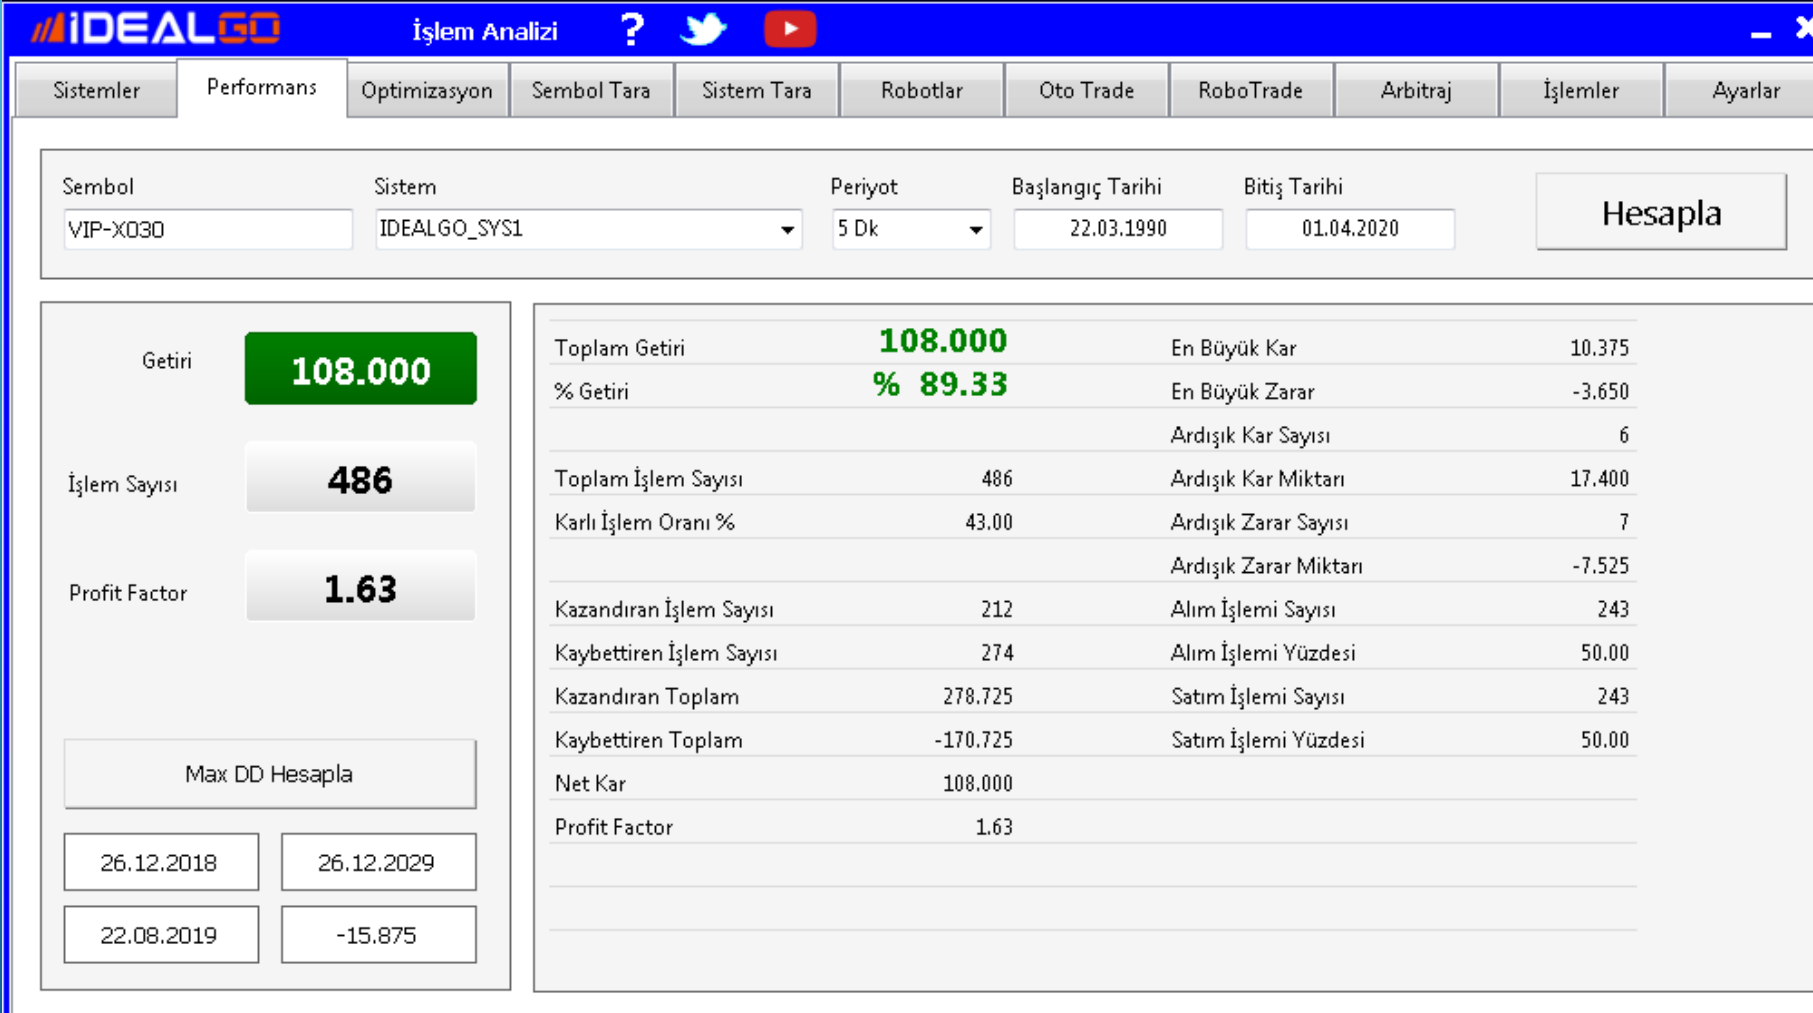 iDEALGO İşlem Analizi ?
Sistemler Performans Optimizasyon Sembol Tara Sistem Tara Robotlar Oto Trade RoboTrade Arbitraj İşlemler Ayarlar
Sembol Sistem Periyot Başlangıç Tarihi Bitiş Tarihi
VIP-X030 IDEALGO_SYS1 5 Dk 22.03.1990 01.04.2020 Hesapla
Getiri 108.000
İşlem Sayısı 486
Profit Factor 1.63
Max DD Hesapla
26.12.2018 26.12.2029
22.08.2019 -15.875
Toplam Getiri 108.000 En Büyük Kar 10.375
% Getiri % 89.33 En Büyük Zarar -3.650
Ardışık Kar Sayısı 6
Toplam İşlem Sayısı 486 Ardışık Kar Miktarı 17.400
Karlı İşlem Oranı % 43.00 Ardışık Zarar Sayısı 7
Ardışık Zarar Miktarı -7.525
Kazandıran İşlem Sayısı 212 Alım İşlemi Sayısı 243
Kaybettiren İşlem Sayısı 274 Alım İşlemi Yüzdesi 50.00
Kazandıran Toplam 278.725 Satım İşlemi Sayısı 243
Kaybettiren Toplam -170.725 Satım İşlemi Yüzdesi 50.00
Net Kar 108.000
Profit Factor 1.63